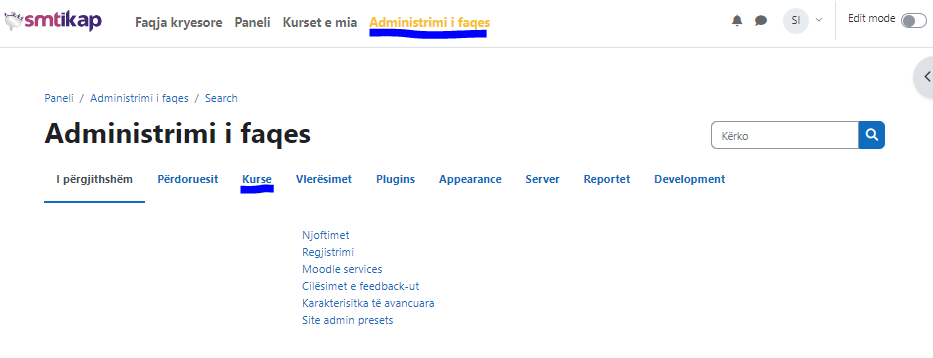 smtikap Faqja kryesore Paneli Kurset e mia Administrimi i faqes SI Edit mode
Paneli / Administrimi i faqes / Search
Administrimi i faqes
Kërko
I përgjithshëm Përdoruesit Kurse Vlerësimet Plugins Appearance Server Reportet Development
Njoftimet
Regjistrimi
Moodle services
Cilësimet e feedback-ut
Karakterisitka të avancuara
Site admin presets